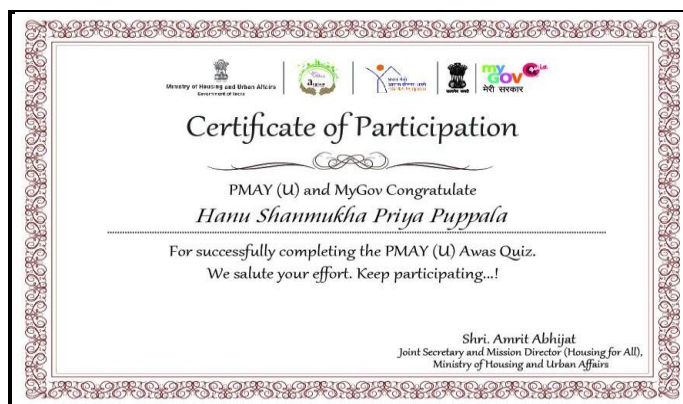 Ministry of Housing and Urban Affairs
Government of India
my
GOV
मेरी सरकार
Certificate of Participation
PMAY (U) and MyGov Congratulate
Hanu Shanmukha Priya Puppala
For successfully completing the PMAY (U) Awas Quiz.
We salute your effort. Keep participating...!
Shri. Amrit Abhijat
Joint Secretary and Mission Director (Housing for All),
Ministry of Housing and Urban Affairs